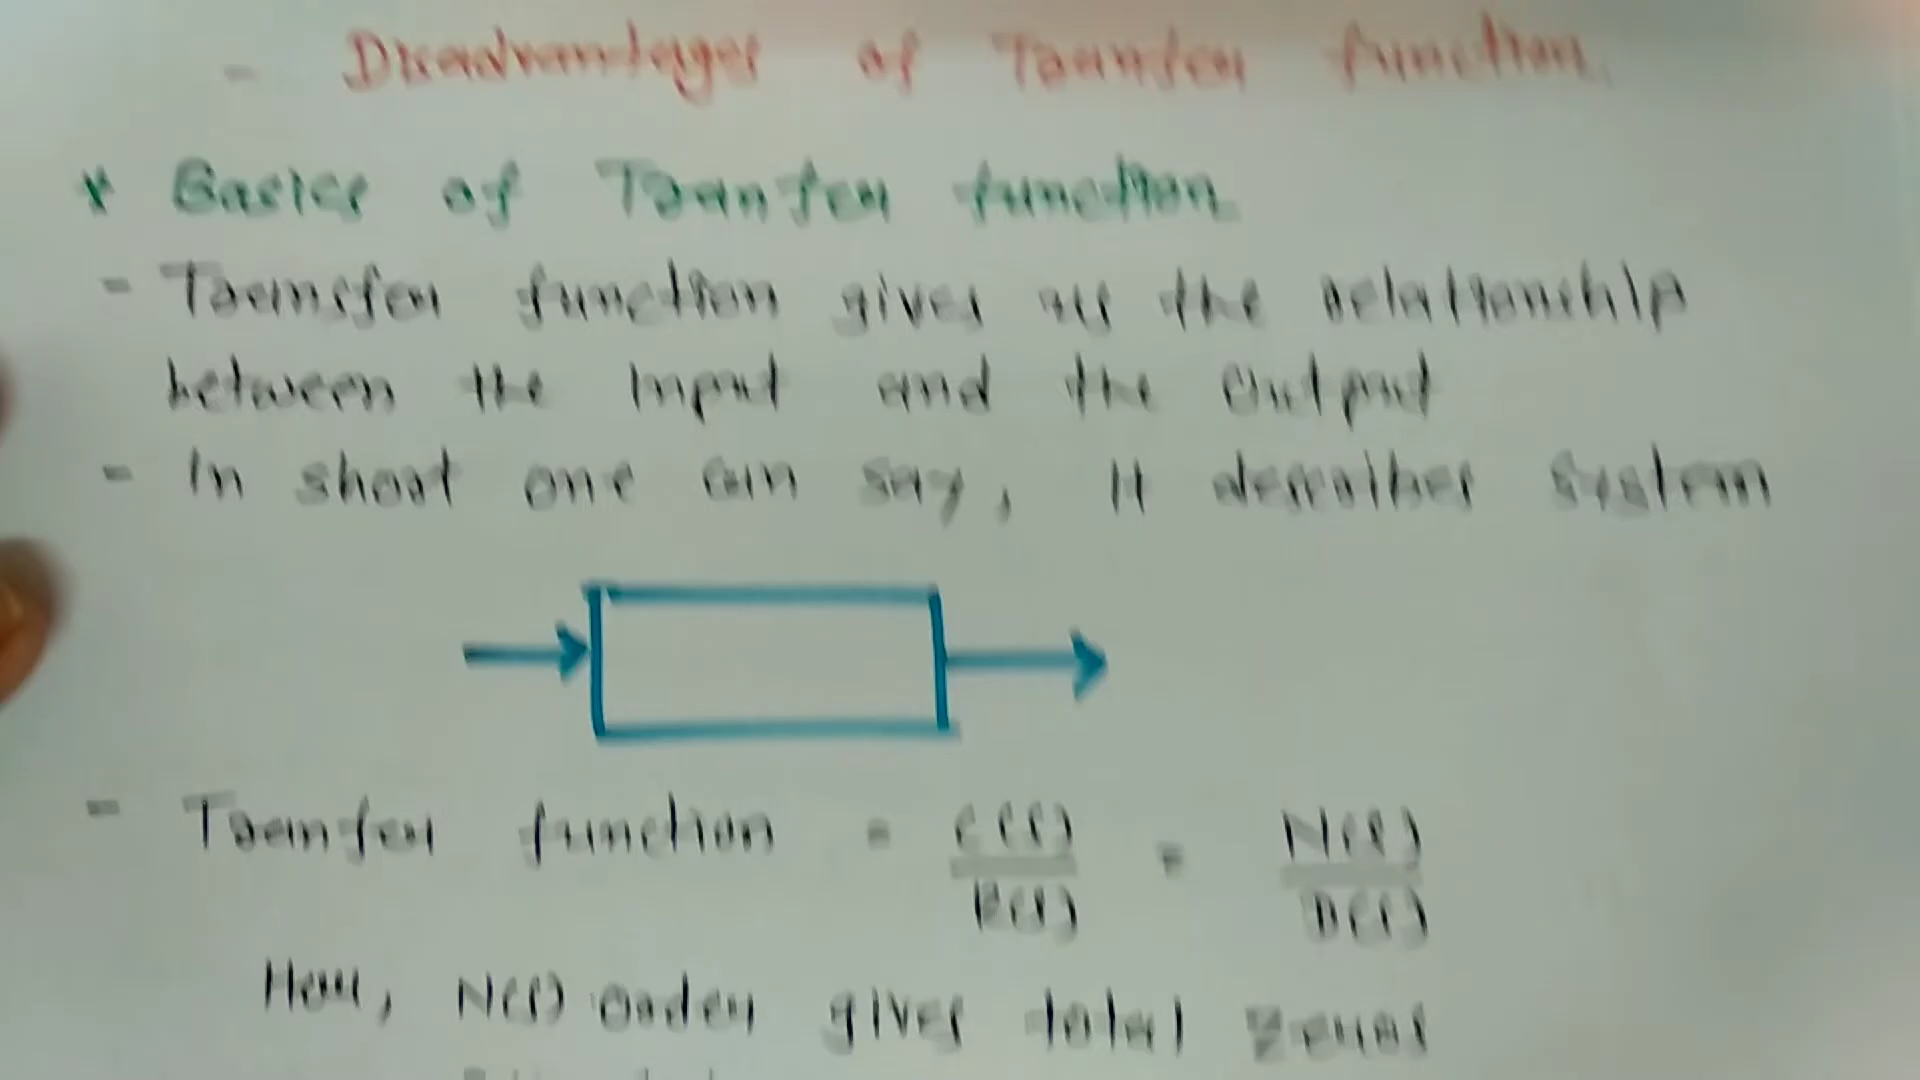 - Disadvantages of Transfer function
* Basics of Transfer function
- Transfer function gives us the relationship
between the Input and the Output
- In short one can say, It describes system
- Transfer function = C(s)/R(s) = N(s)/D(s)
Here, N(s) order gives total zeros